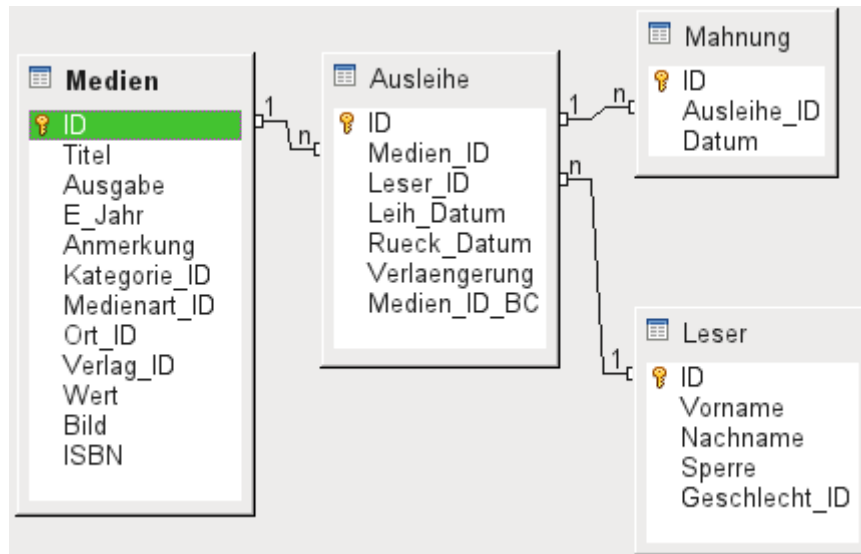 Medien
ID
Titel
Ausgabe
E_Jahr
Anmerkung
Kategorie_ID
Medienart_ID
Ort_ID
Verlag_ID
Wert
Bild
ISBN
1
n
Ausleihe
ID
Medien_ID
Leser_ID
Leih_Datum
Rueck_Datum
Verlaengerung
Medien_ID_BC
1
n
n
1
Mahnung
ID
Ausleihe_ID
Datum
Leser
ID
Vorname
Nachname
Sperre
Geschlecht_ID